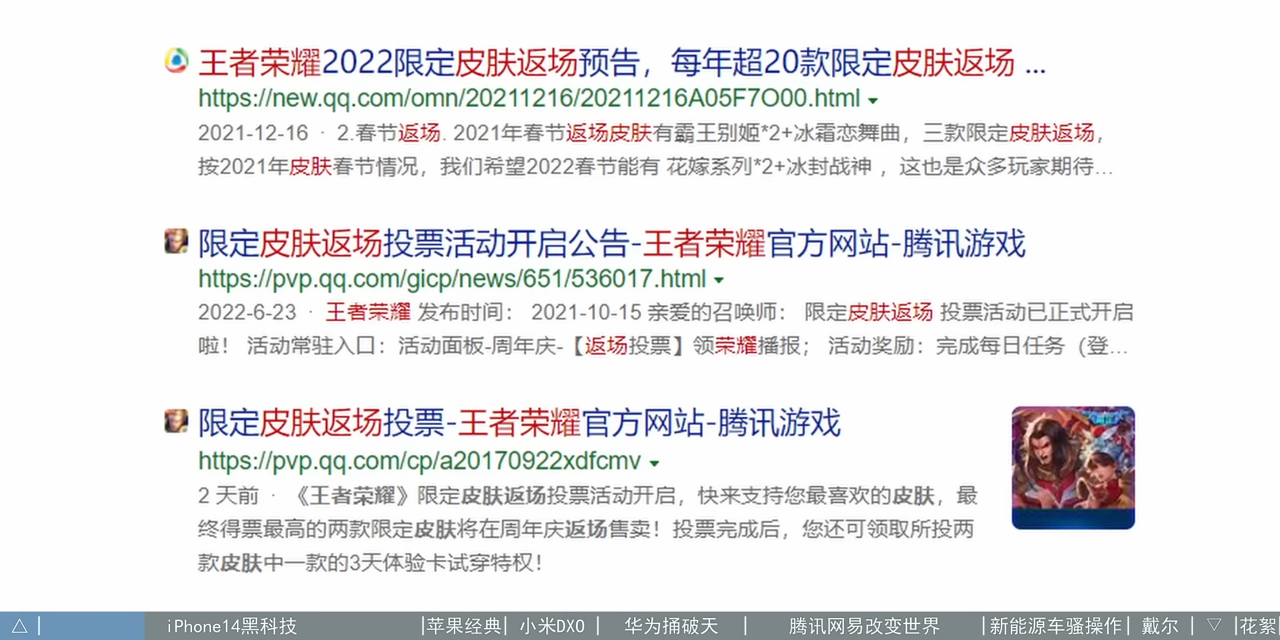 王者荣耀2022限定皮肤返场预告，每年超20款限定皮肤返场 ...
https://new.qq.com/omn/20211216/20211216A05F7O00.html
2021-12-16 · 2.春节返场. 2021年春节返场皮肤有霸王别姬*2+冰霜恋舞曲，三款限定皮肤返场，
按2021年皮肤春节情况，我们希望2022春节能有 花嫁系列*2+冰封战神 ，这也是众多玩家期待...
限定皮肤返场投票活动开启公告-王者荣耀官方网站-腾讯游戏
https://pvp.qq.com/gicp/news/651/536017.html
2022-6-23 · 王者荣耀 发布时间： 2021-10-15 亲爱的召唤师： 限定皮肤返场 投票活动已正式开启
啦！ 活动常驻入口：活动面板-周年庆-【返场投票】领荣耀播报； 活动奖励：完成每日任务（登...
限定皮肤返场投票-王者荣耀官方网站-腾讯游戏
https://pvp.qq.com/cp/a20170922xdfcmv
2 天前 · 《王者荣耀》限定皮肤返场投票活动开启，快来支持您最喜欢的皮肤，最
终得票最高的两款限定皮肤将在周年庆返场售卖！投票完成后，您还可领取所投两
款皮肤中一款的3天体验卡试穿特权！
△ | iPhone14黑科技 |苹果经典| 小米DXO | 华为捅破天 | 腾讯网易改变世界 |新能源车骚操作| 戴尔 | ▽ |花絮